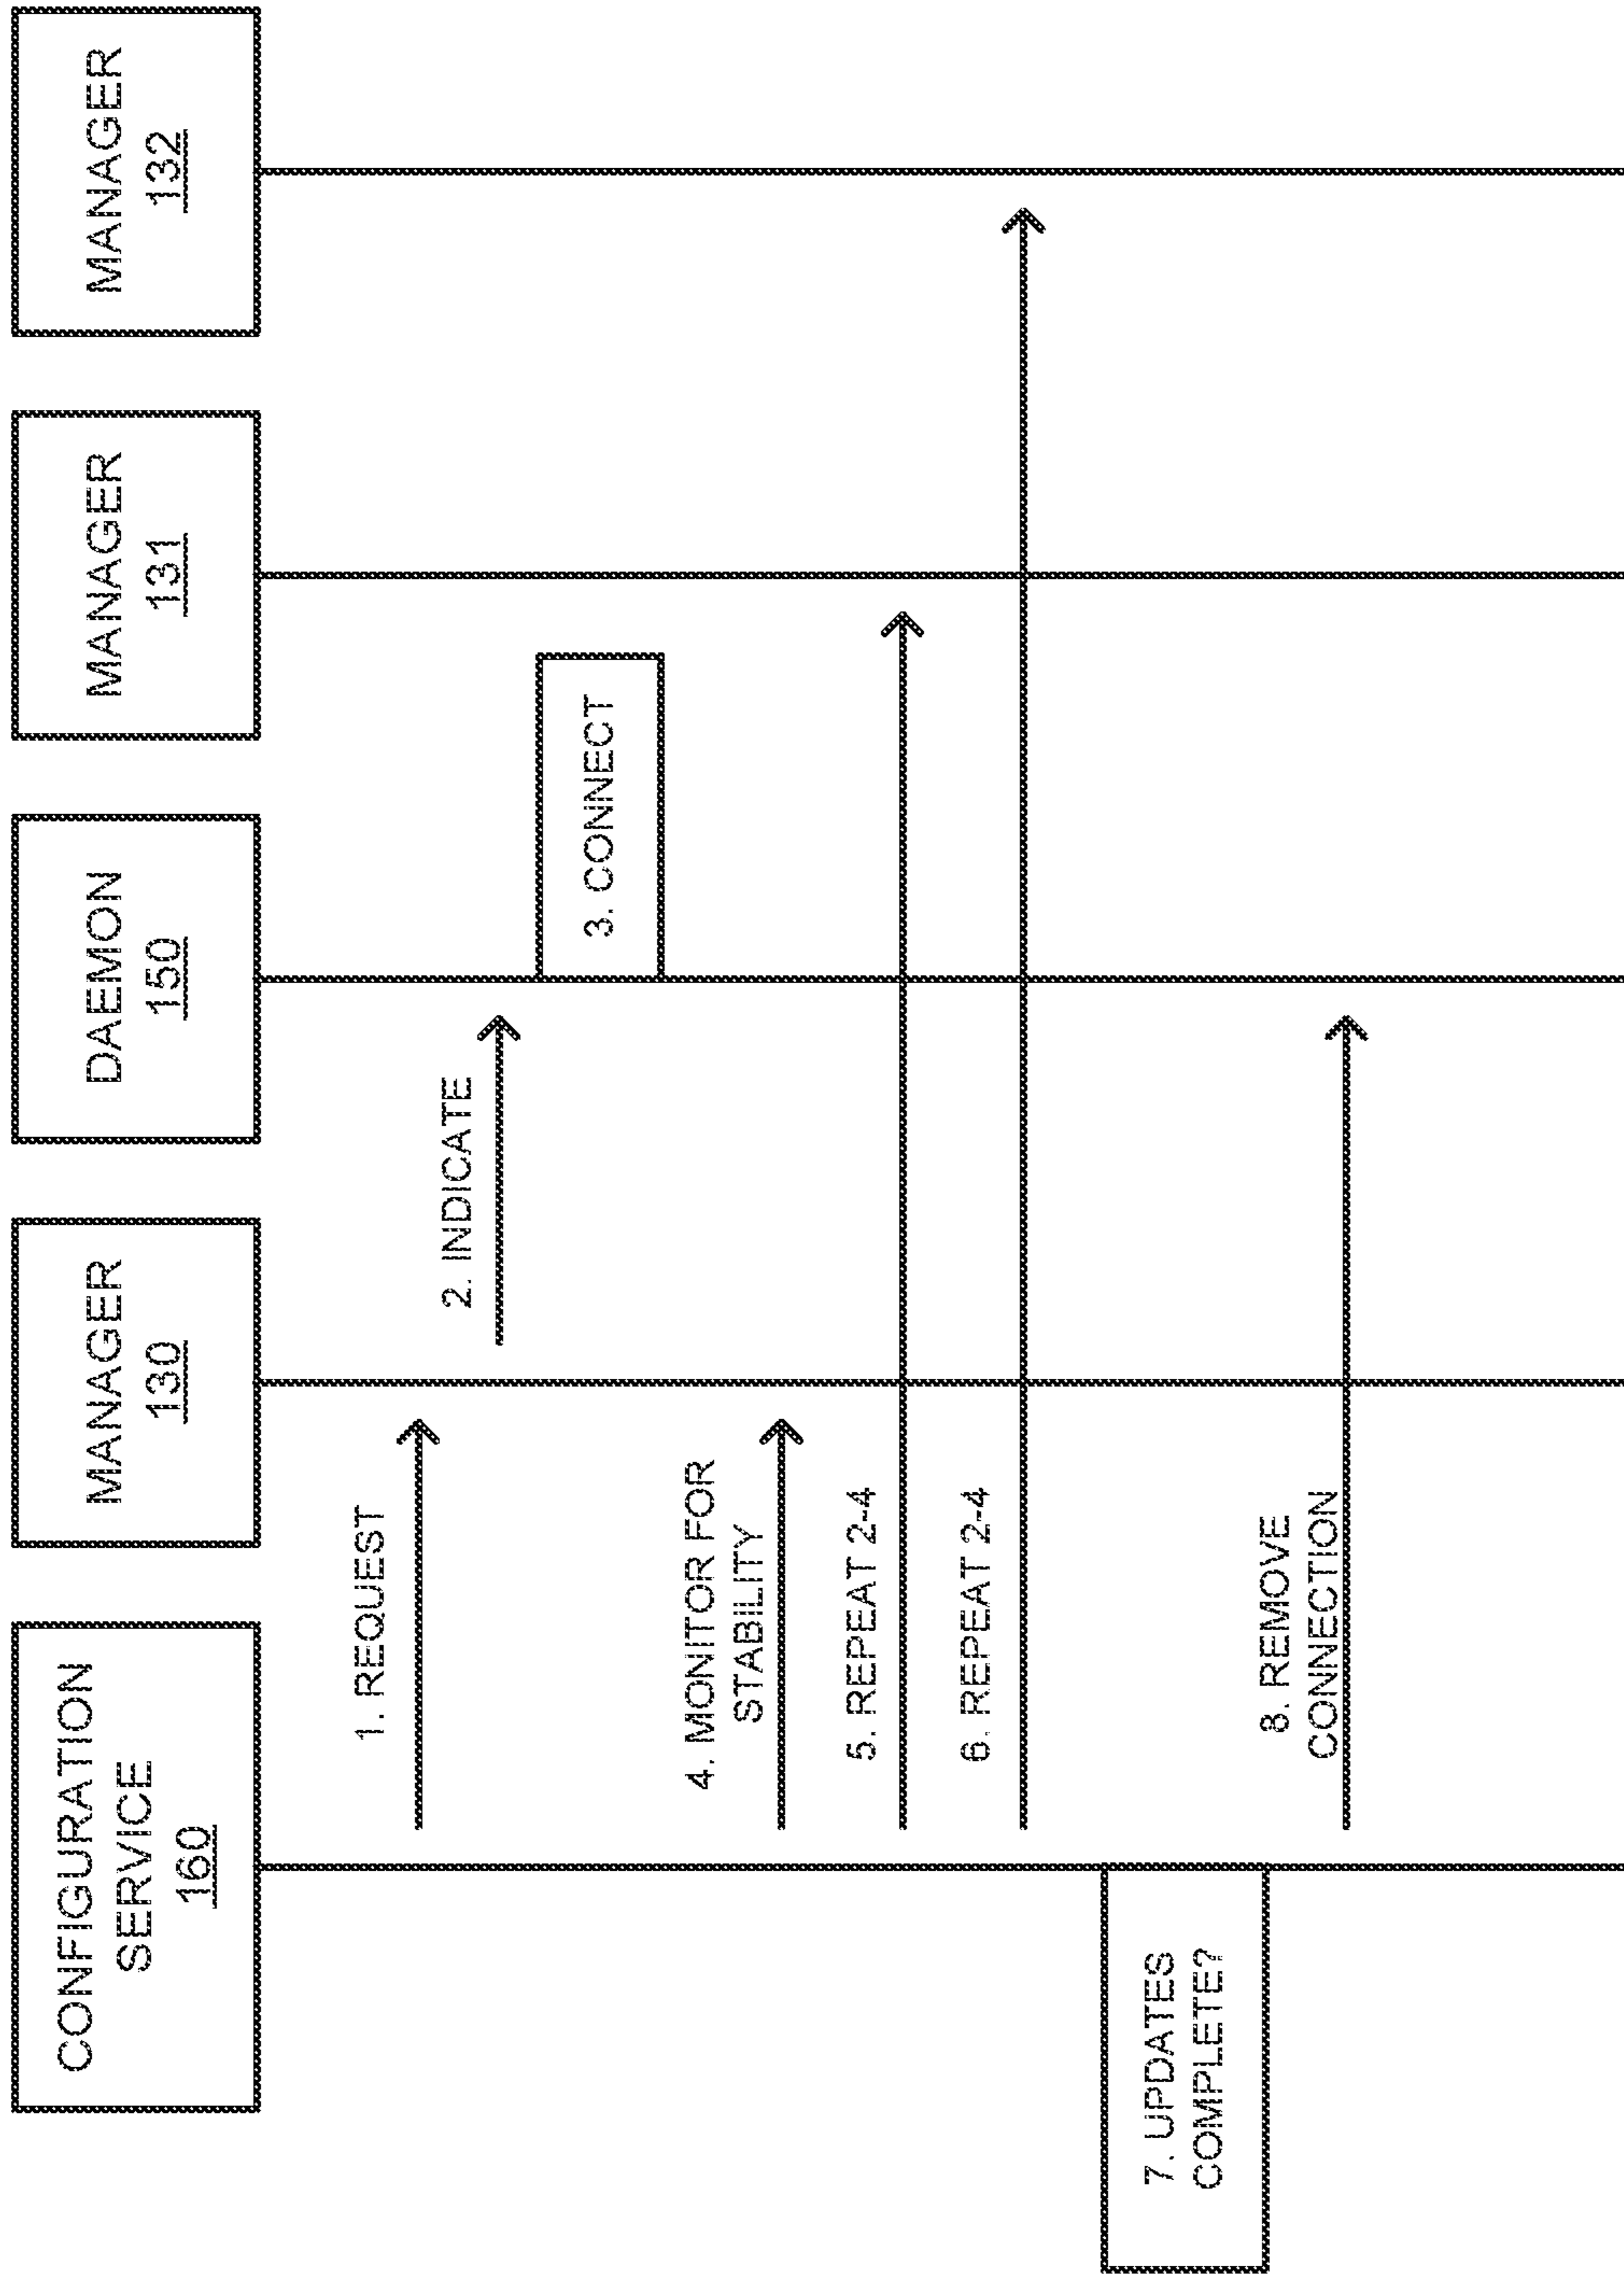 CONFIGURATION
SERVICE
160
MANAGER
130
DAEMON
150
MANAGER
131
MANAGER
132
1. REQUEST
2. INDICATE
3. CONNECT
4. MONITOR FOR
STABILITY
5. REPEAT 2-4
6. REPEAT 2-4
7. UPDATES
COMPLETE?
8. REMOVE
CONNECTION